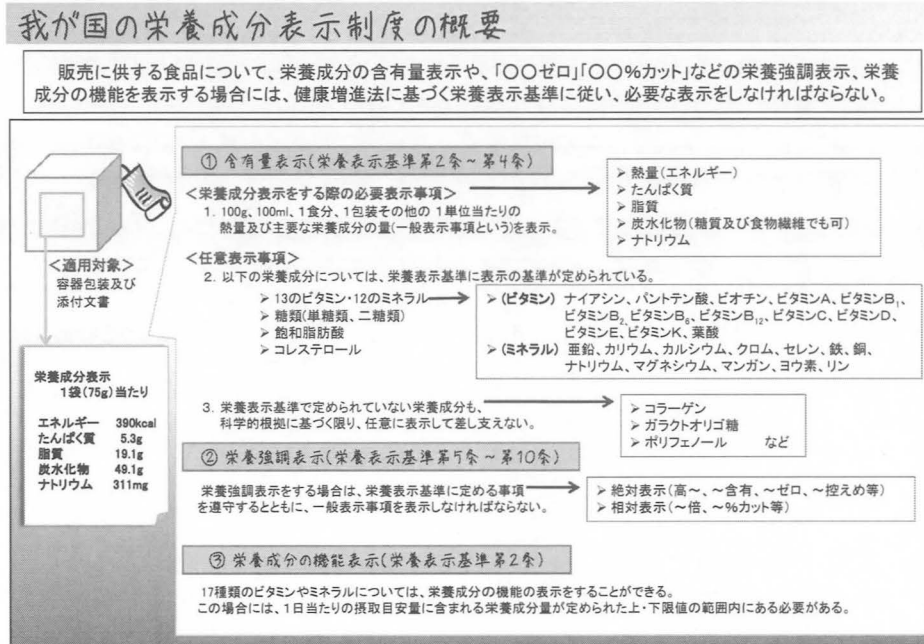 我が国の栄養成分表示制度の概要
販売に供する食品について、栄養成分の含有量表示や、「〇〇ゼロ」「〇〇%カット」などの栄養強調表示、栄養
成分の機能を表示する場合には、健康増進法に基づく栄養表示基準に従い、必要な表示をしなければならない。
① 含有量表示(栄養表示基準第2条~第4条)
<栄養成分表示をする際の必要表示事項>
1. 100g、100ml、1食分、1包装その他の 1単位当たりの
熱量及び主要な栄養成分の量(一般表示事項という)を表示。
➢ 熱量(エネルギー)
➢ たんぱく質
➢ 脂質
➢ 炭水化物(糖質及び食物繊維でも可)
➢ ナトリウム
<適用対象>
容器包装及び
添付文書
<任意表示事項>
2. 以下の栄養成分については、栄養表示基準に表示の基準が定められている。
➢ 13のビタミン・12のミネラル
➢ 糖類(単糖類、二糖類)
➢ 飽和脂肪酸
➢ コレステロール
➢ (ビタミン) ナイアシン、パントテン酸、ビオチン、ビタミンA、ビタミンB₁、
ビタミンB₂、ビタミンB₆、ビタミンB₁₂、ビタミンC、ビタミンD、
ビタミンE、ビタミンK、葉酸
➢ (ミネラル) 亜鉛、カリウム、カルシウム、クロム、セレン、鉄、銅、
ナトリウム、マグネシウム、マンガン、ヨウ素、リン
3. 栄養表示基準で定められていない栄養成分も、
科学的根拠に基づく限り、任意に表示して差し支えない。
➢ コラーゲン
➢ ガラクトオリゴ糖
➢ ポリフェノール など
栄養成分表示
1袋(75g)当たり
エネルギー 390kcal
たんぱく質 5.3g
脂質 19.1g
炭水化物 49.1g
ナトリウム 311mg
② 栄養強調表示(栄養表示基準第5条~第10条)
栄養強調表示をする場合は、栄養表示基準に定める事項
を遵守するとともに、一般表示事項を表示しなければならない。
➢ 絶対表示(高~、~含有、~ゼロ、~控えめ等)
➢ 相対表示(~倍、~%カット等)
③ 栄養成分の機能表示(栄養表示基準第2条)
17種類のビタミンやミネラルについては、栄養成分の機能の表示をすることができる。
この場合には、1日当たりの摂取目安量に含まれる栄養成分量が定められた上・下限値の範囲内にある必要がある。